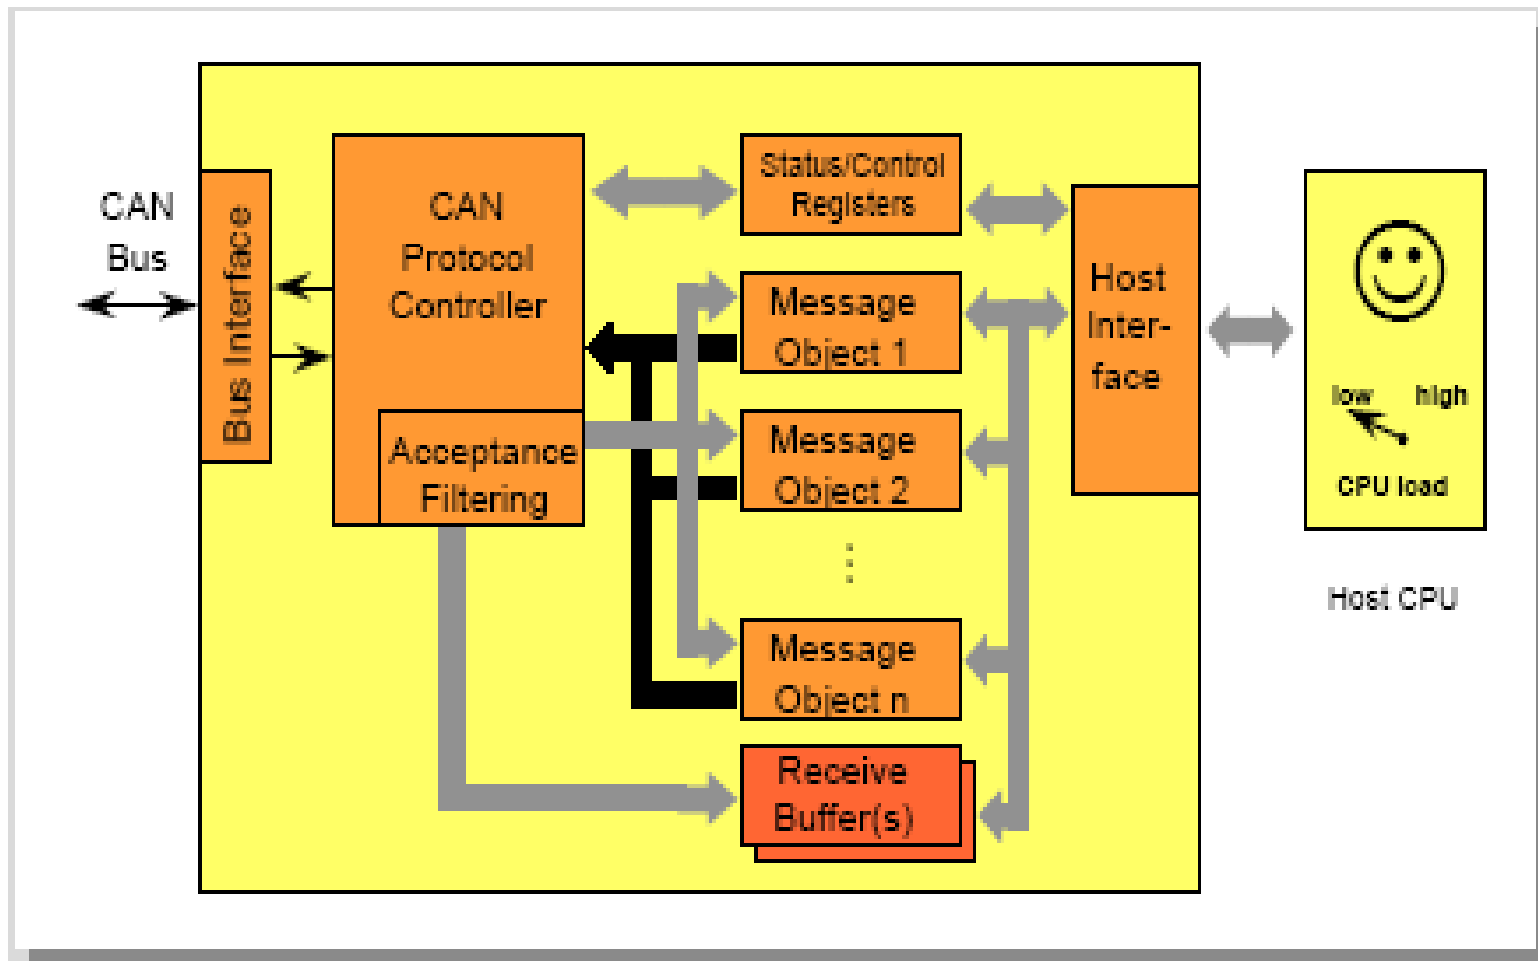 CAN
Bus
Bus Interface
CAN
Protocol
Controller
Acceptance
Filtering
Status/Control
Registers
Message
Object 1
Message
Object 2
⋮
Message
Object n
Receive
Buffer(s)
Host
Inter-
face
low high
CPU load
Host CPU